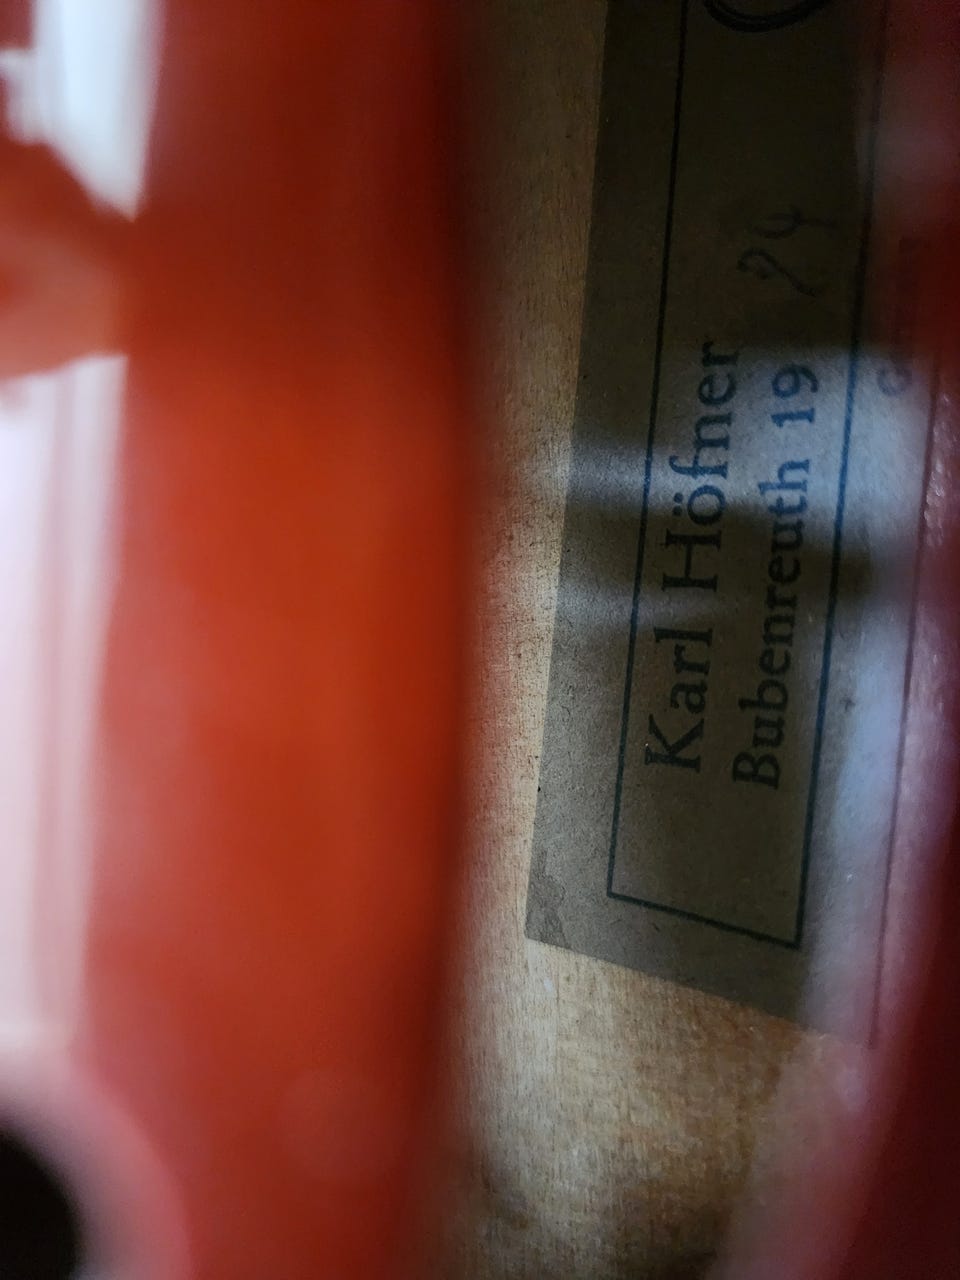 Karl Höfner
Bubenreuth 19